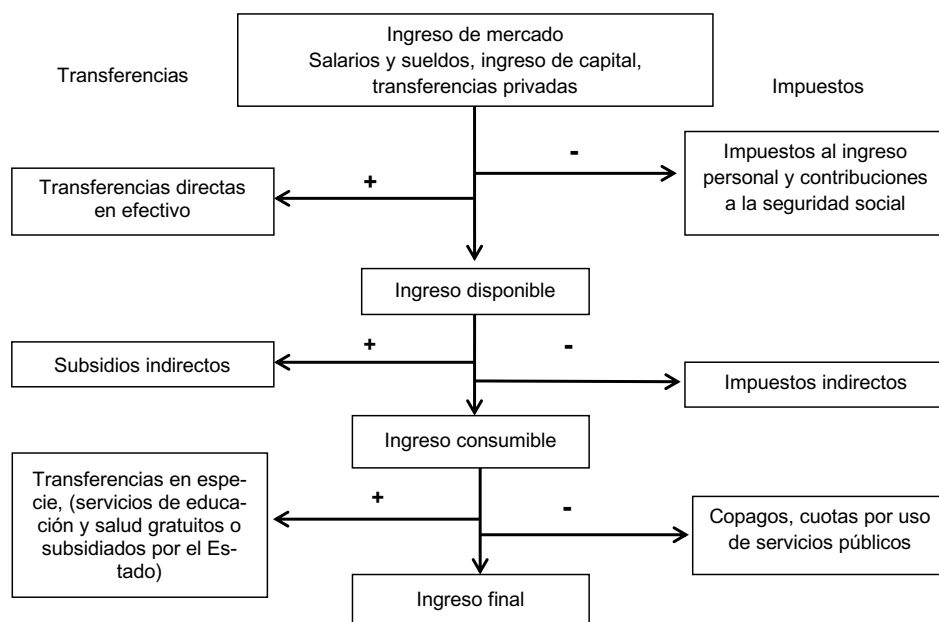 Ingreso de mercado
Salarios y sueldos, ingreso de capital,
transferencias privadas
Transferencias
Impuestos
-
Impuestos al ingreso
personal y contribuciones
a la seguridad social
+
Transferencias directas
en efectivo
Ingreso disponible
+
-
Subsidios indirectos
Impuestos indirectos
Ingreso consumible
Transferencias en espe-
cie, (servicios de educa-
ción y salud gratuitos o
subsidiados por el Es-
tado)
+
-
Copagos, cuotas por uso
de servicios públicos
Ingreso final